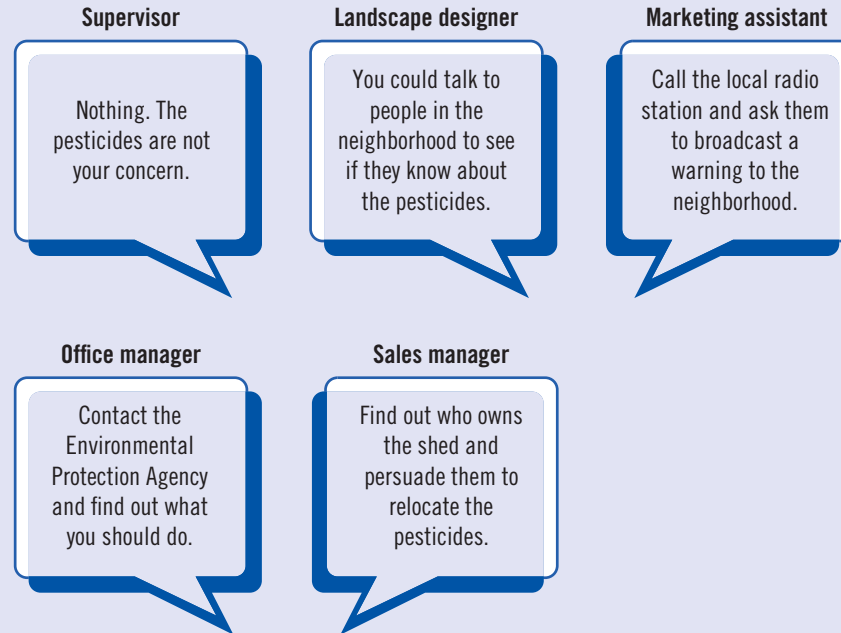 Supervisor
Nothing. The
pesticides are not
your concern.
Landscape designer
You could talk to
people in the
neighborhood to see
if they know about
the pesticides.
Marketing assistant
Call the local radio
station and ask them
to broadcast a
warning to the
neighborhood.
Office manager
Contact the
Environmental
Protection Agency
and find out what
you should do.
Sales manager
Find out who owns
the shed and
persuade them to
relocate the
pesticides.